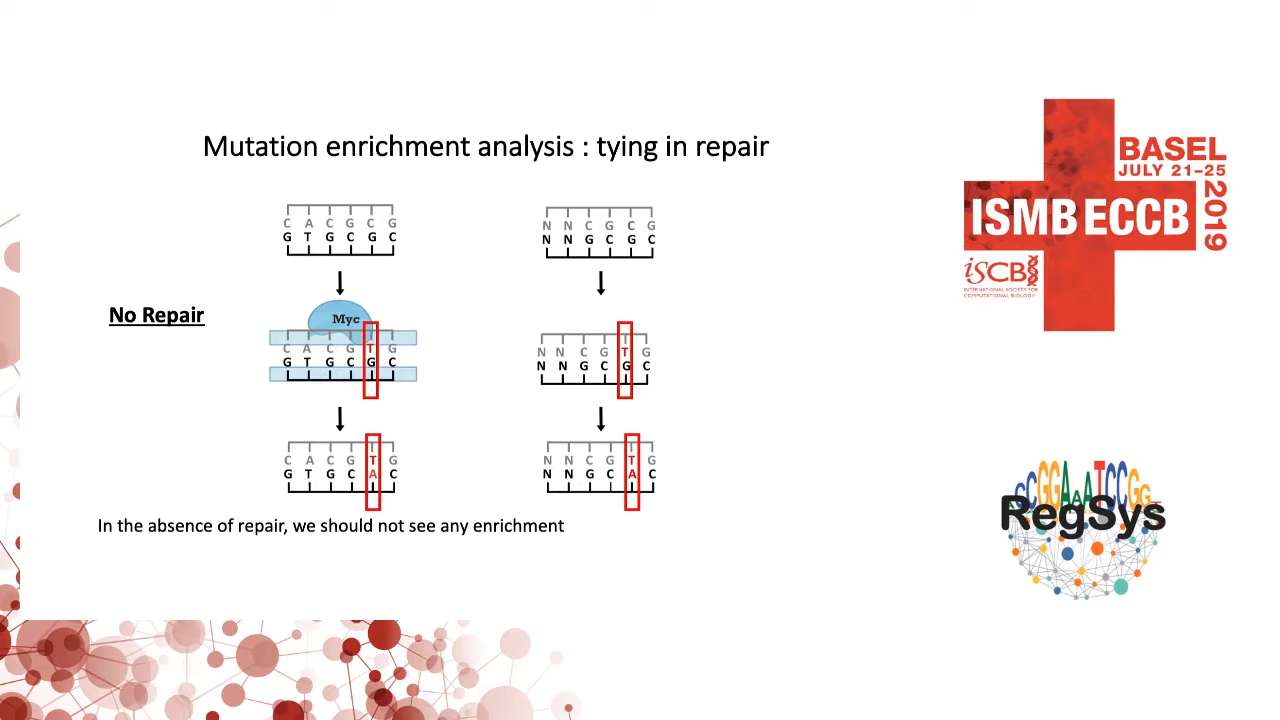 Mutation enrichment analysis : tying in repair
C A C G C G
G T G C G C
N N C G C G
N N G C G C
No Repair
Myc
C A C G T G
G T G C G C
N N C G T G
N N G C G C
C A C G T G
G T G C A C
N N C G T G
N N G C A C
In the absence of repair, we should not see any enrichment
BASEL
JULY 21–25
2019
ISMB ECCB
ISCB
INTERNATIONAL SOCIETY FOR
COMPUTATIONAL BIOLOGY
CCGGAAATCCGGT
RegSys